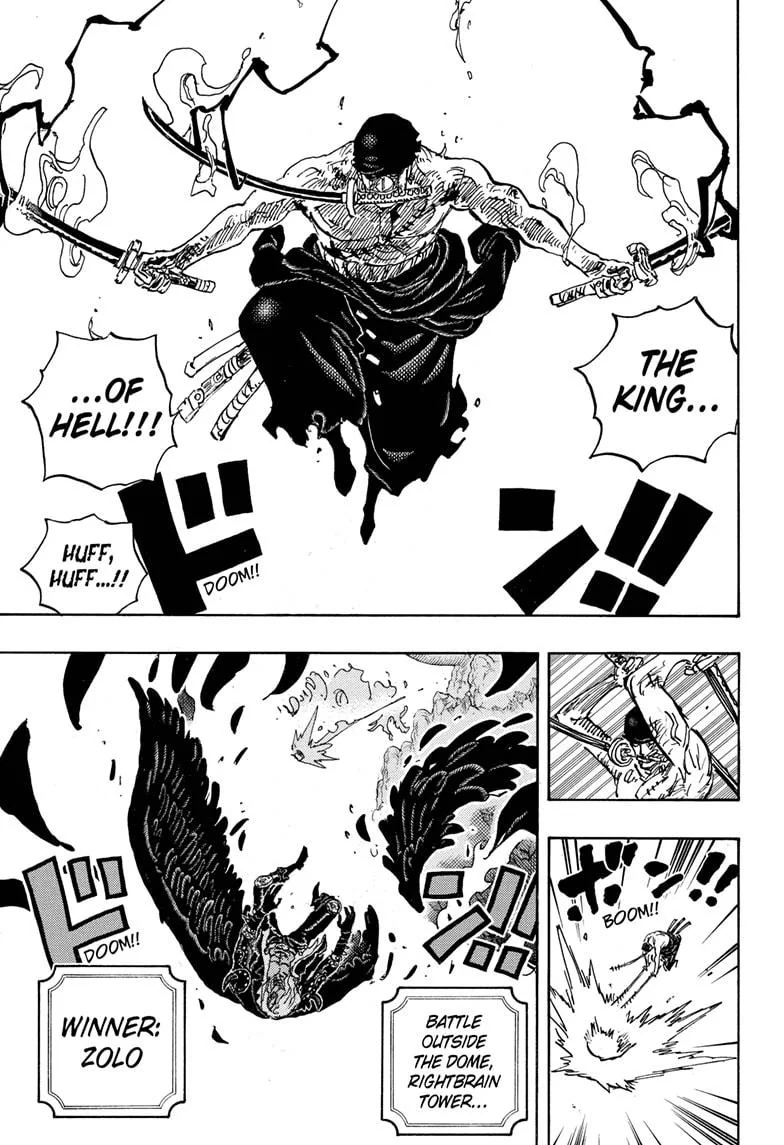 THE
KING...
...OF
HELL!!!
ドン!!
DOOM!!
HUFF,
HUFF...!!
ドン!!
BOOM!!
ドン!!
DOOM!!
BATTLE
OUTSIDE
THE DOME,
RIGHTBRAIN
TOWER...
WINNER:
ZOLO